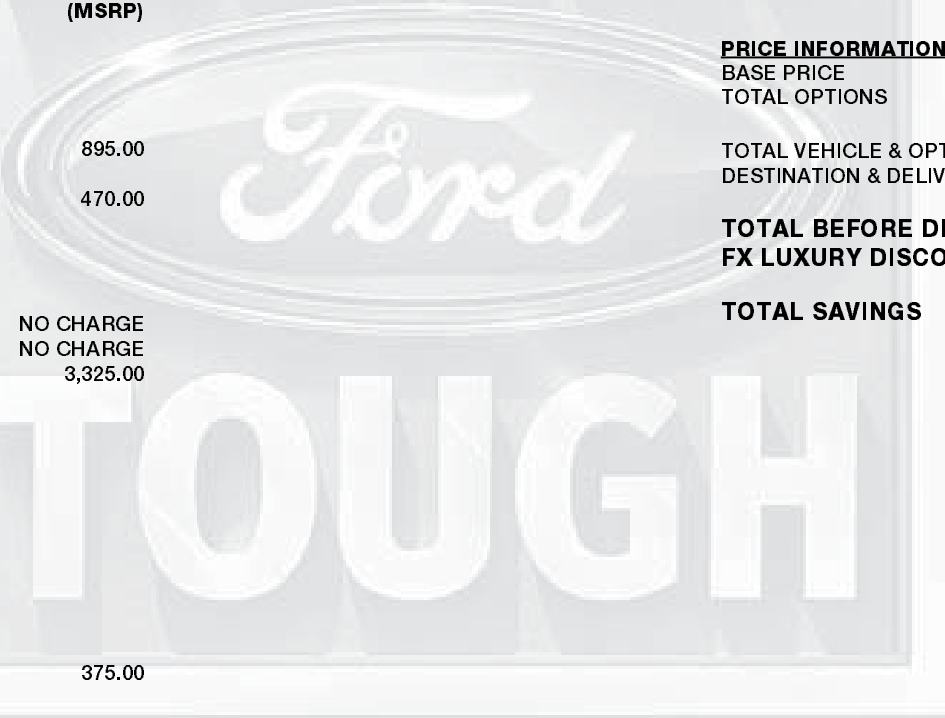 (MSRP)
895.00
470.00
NO CHARGE
NO CHARGE
3,325.00
375.00
PRICE INFORMATION
BASE PRICE
TOTAL OPTIONS
TOTAL VEHICLE & OPT
DESTINATION & DELIV
TOTAL BEFORE DI
FX LUXURY DISCO
TOTAL SAVINGS
Ford
TOUGH